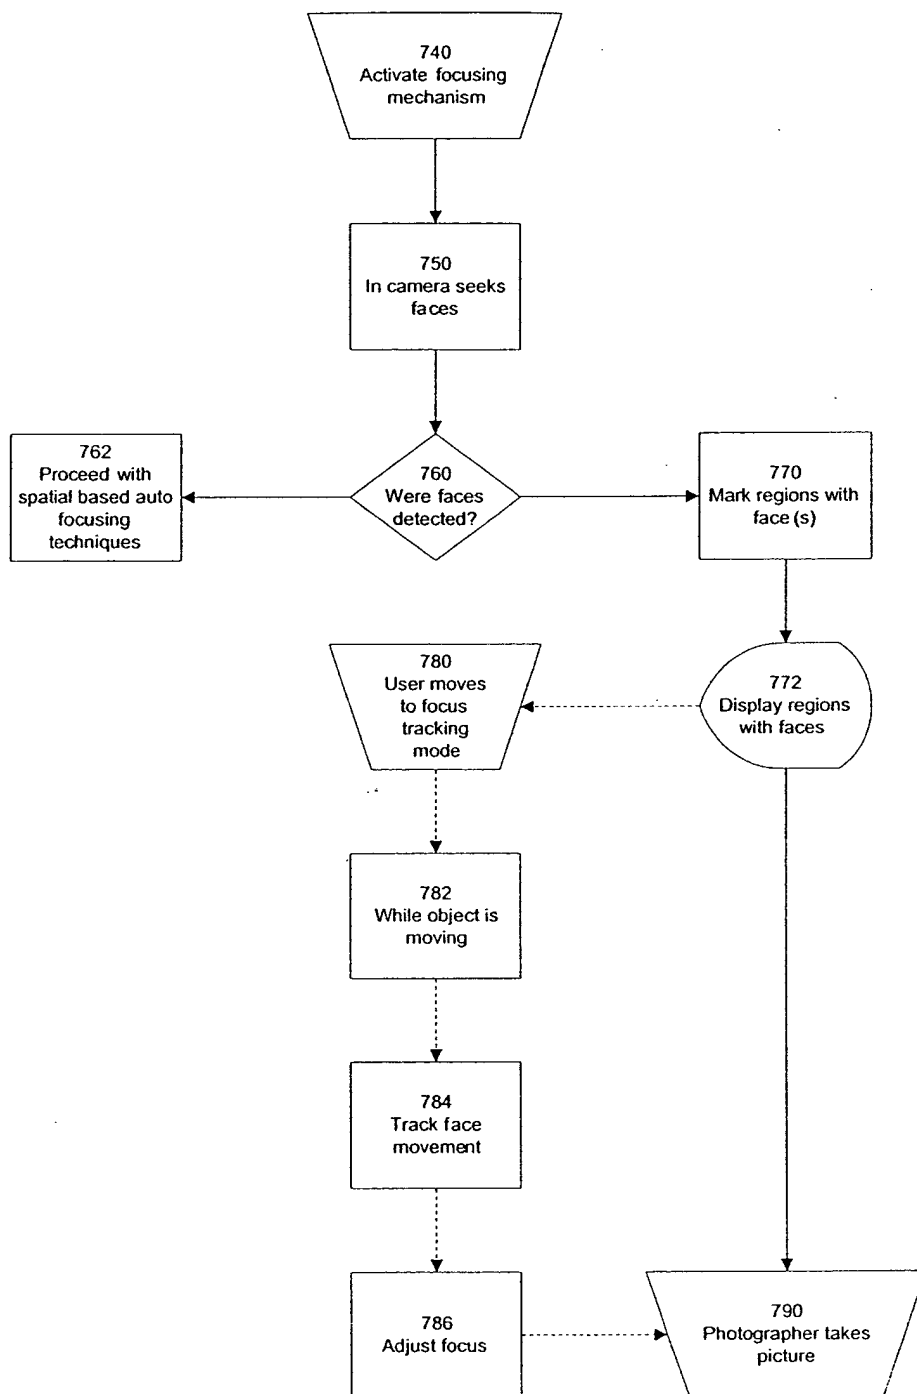 740
Activate focusing
mechanism
750
In camera seeks
faces
762
Proceed with
spatial based auto
focusing
techniques
760
Were faces
detected?
770
Mark regions with
face (s)
780
User moves
to focus
tracking
mode
772
Display regions
with faces
782
While object is
moving
784
Track face
movement
786
Adjust focus
790
Photographer takes
picture